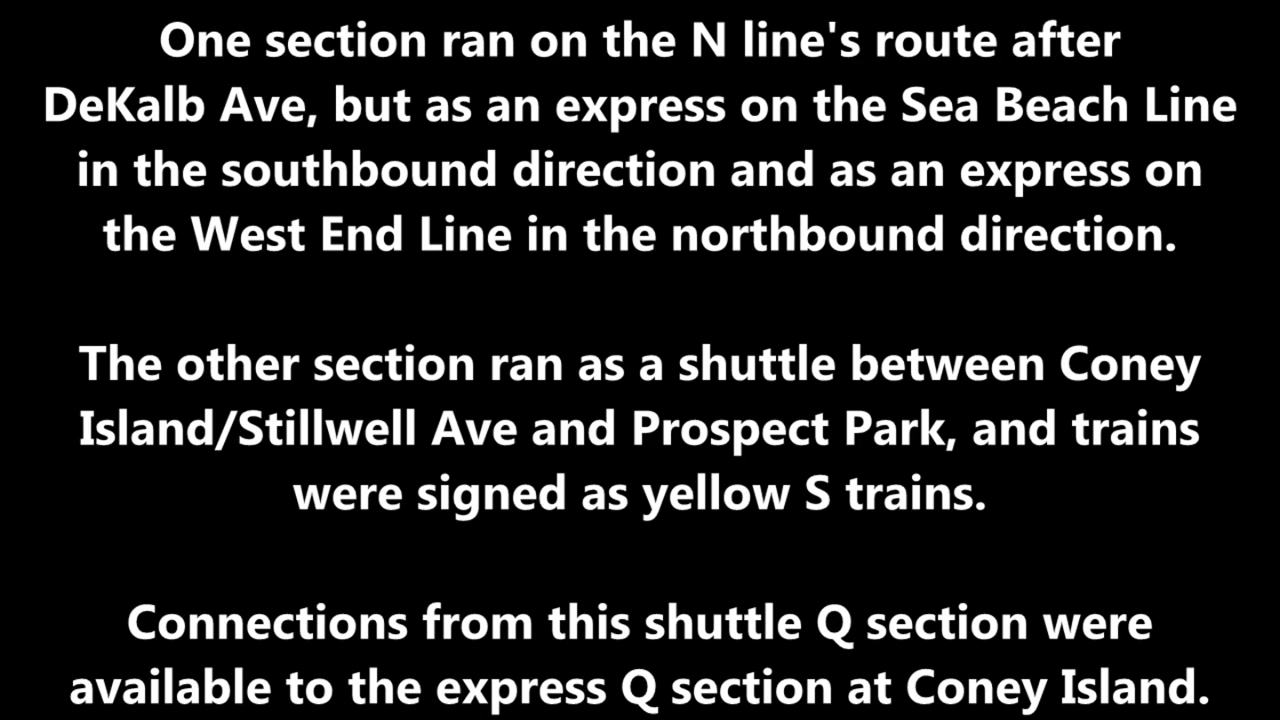 One section ran on the N line's route after
DeKalb Ave, but as an express on the Sea Beach Line
in the southbound direction and as an express on
the West End Line in the northbound direction.
The other section ran as a shuttle between Coney
Island/Stillwell Ave and Prospect Park, and trains
were signed as yellow S trains.
Connections from this shuttle Q section were
available to the express Q section at Coney Island.